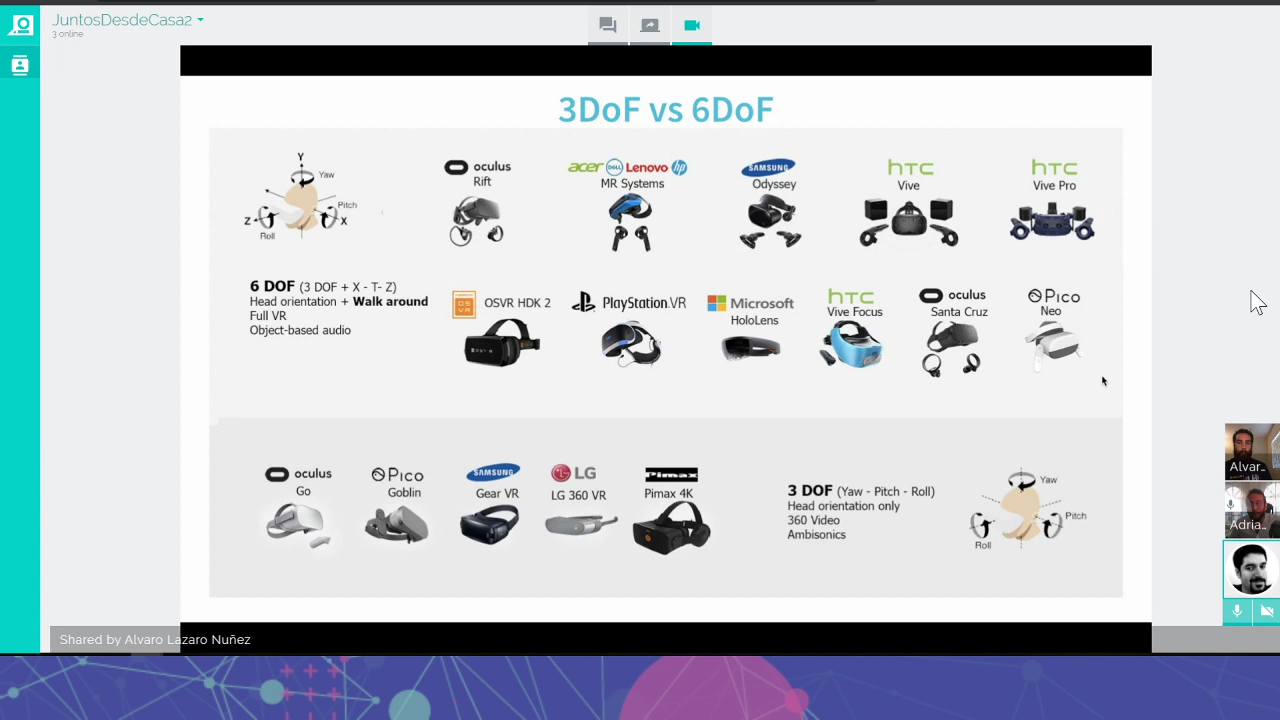 JuntosDesdeCasa2
3 online
3DoF vs 6DoF
Y
Yaw
Pitch
Z
X
Roll
oculus
Rift
acer DELL Lenovo hp
MR Systems
SAMSUNG
Odyssey
hTC
Vive
hTC
Vive Pro
6 DOF (3 DOF + X - T- Z)
Head orientation + Walk around
Full VR
Object-based audio
OSVR
OSVR HDK 2
PlayStation.VR
Microsoft
HoloLens
hTC
Vive Focus
oculus
Santa Cruz
Pico
Neo
oculus
Go
Pico
Goblin
SAMSUNG
Gear VR
LG
LG 360 VR
Pimax
Pimax 4K
3 DOF (Yaw - Pitch - Roll)
Head orientation only
360 Video
Ambisonics
Yaw
Pitch
Roll
Alvar...
Adria...
Shared by Alvaro Lazaro Nuñez